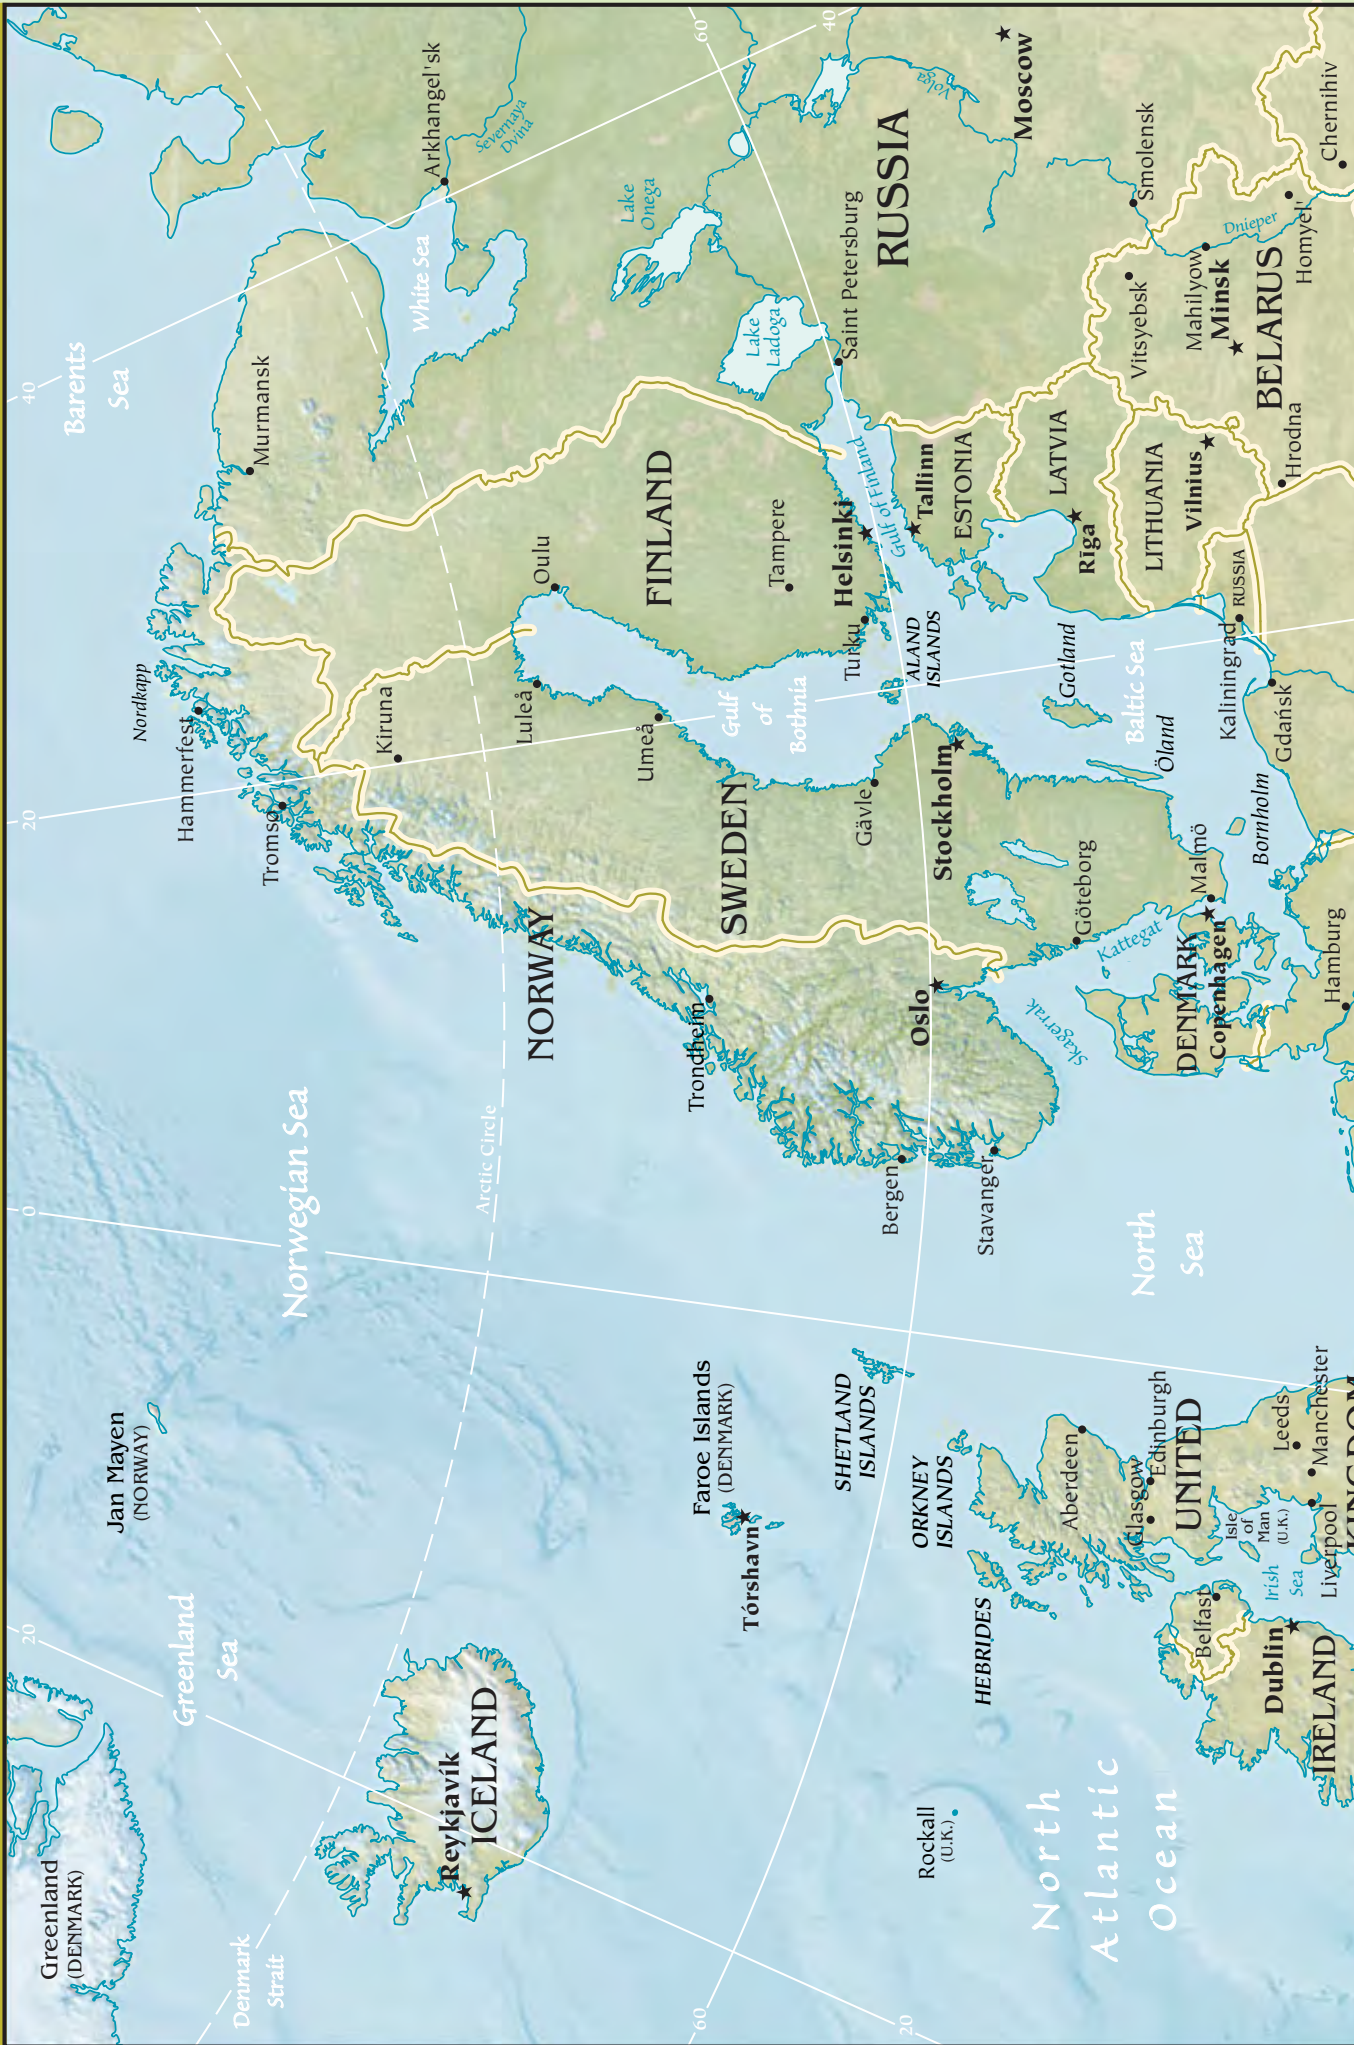 Greenland
(DENMARK)
Denmark
Strait
Greenland
Sea
Jan Mayen
(NORWAY)
Norwegian Sea
Barents
Sea
20
0
20
40
60
40
60
20
Arctic Circle
Reykjavík
ICELAND
Nordkapp
Hammerfest
Tromsø
Kiruna
Murmansk
White Sea
Arkhangel'sk
Severnaya
Dvina
NORWAY
Luleå
Oulu
Umeå
Gulf
of
Bothnia
FINLAND
Tampere
Lake
Onega
Lake
Ladoga
Faroe Islands
(DENMARK)
Tórshavn
Trondheim
SWEDEN
Gävle
Turku
Helsinki
Gulf of Finland
Saint Petersburg
RUSSIA
Volga
Moscow
SHETLAND
ISLANDS
ORKNEY
ISLANDS
HEBRIDES
Rockall
(U.K.)
Bergen
Stavanger
Oslo
Stockholm
ALAND
ISLANDS
Tallinn
ESTONIA
North
Atlantic
Ocean
North
Sea
Skagerrak
Kattegat
Göteborg
Gotland
Öland
Baltic Sea
Rīga
LATVIA
LITHUANIA
Vilnius
Vitsyebsk
Smolensk
Mahilyow
Minsk
BELARUS
Dnieper
Homyel'
Chernihiv
Hrodna
RUSSIA
Kaliningrad
Gdańsk
Bornholm
Malmö
DENMARK
Copenhagen
Hamburg
Aberdeen
Glasgow
Edinburgh
UNITED
KINGDOM
Isle
of
Man
(U.K.)
Irish
Sea
Leeds
Manchester
Liverpool
Belfast
Dublin
IRELAND